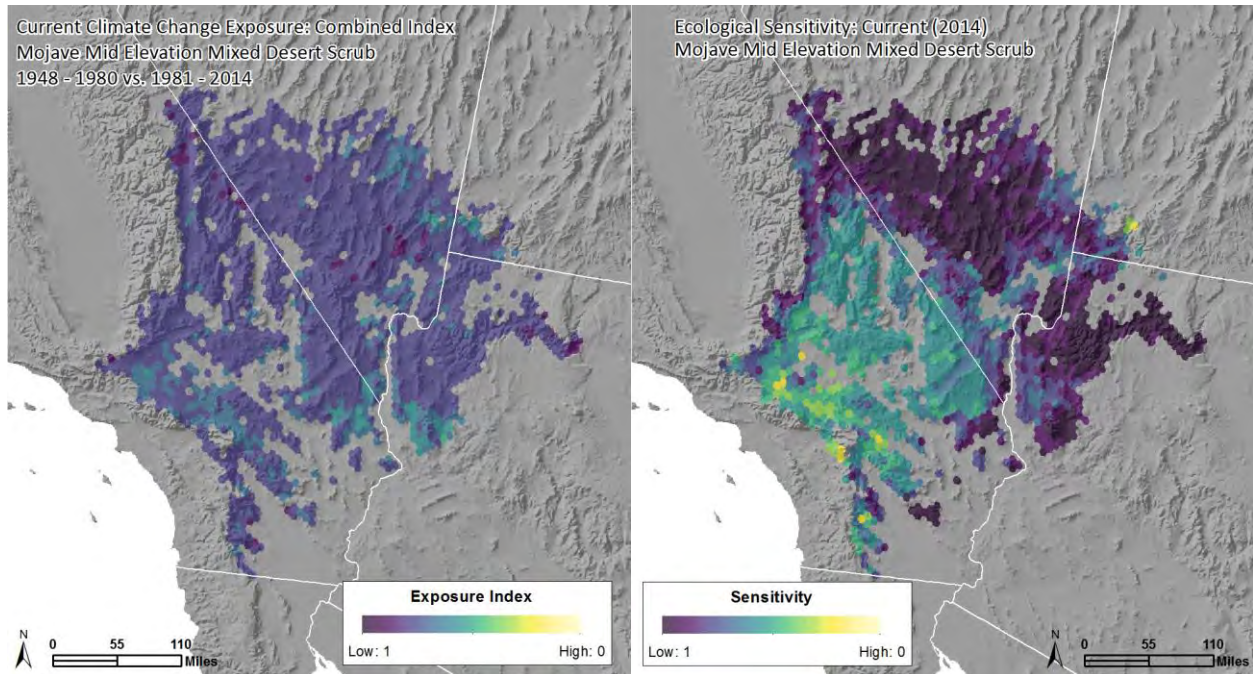 Current Climate Change Exposure: Combined Index
Mojave Mid Elevation Mixed Desert Scrub
1948 - 1980 vs. 1981 - 2014
Exposure Index
Low: 1 High: 0
N
0 55 110
Miles
Ecological Sensitivity: Current (2014)
Mojave Mid Elevation Mixed Desert Scrub
Sensitivity
Low: 1 High: 0
N
0 55 110
Miles